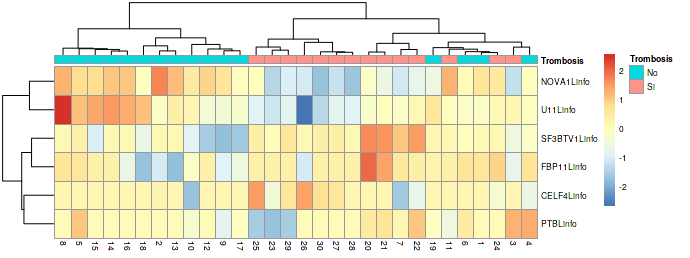 Trombosis
NOVA1Linfo
U11Linfo
SF3BTV1Linfo
FBP11Linfo
CELF4Linfo
PTBLinfo
8 5 15 14 16 18 2 13 10 12 9 17 25 23 29 26 30 27 28 20 21 7 22 19 11 6 1 24 3 4
2
1
0
-1
-2
Trombosis
No
SI